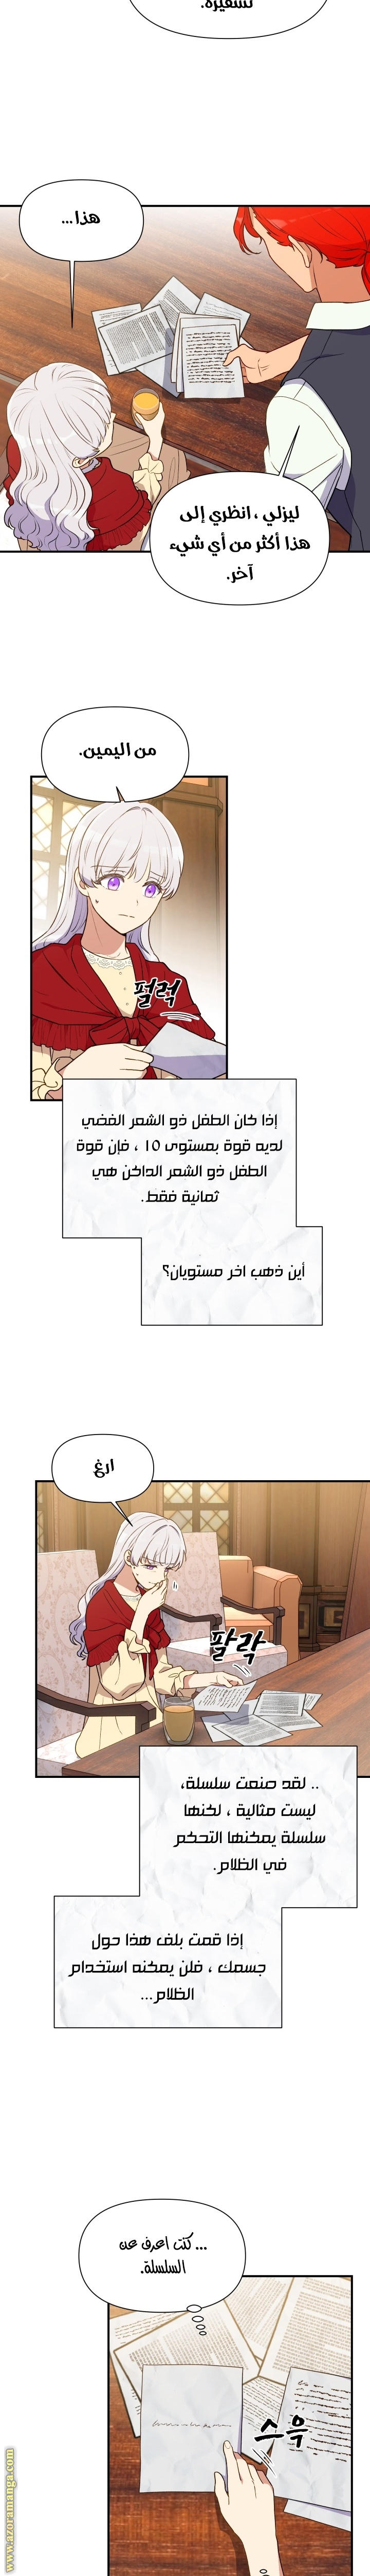 تشفيره.
هذا...
ليزلي ، انظري إلى
هذا أكثر من أي شيء
آخر.
من اليمين.
펄럭
إذا كان الطفل ذو الشعر الفضي
لديه قوة بمستوى 10 ، فإن قوة
الطفل ذو الشعر الداكن هي
ثمانية فقط.
أين ذهب اخر مستويان؟
ارغ
팔락
.. لقد صنعت سلسلة،
ليست مثالية ، لكنها
سلسلة يمكنها التحكم
في الظلام.
إذا قمت بلف هذا حول
جسمك ، فلن يمكنه استخدام
الظلام...
... كنت اعرف عن
السلسلة.
스윽
www.azoramanga.com